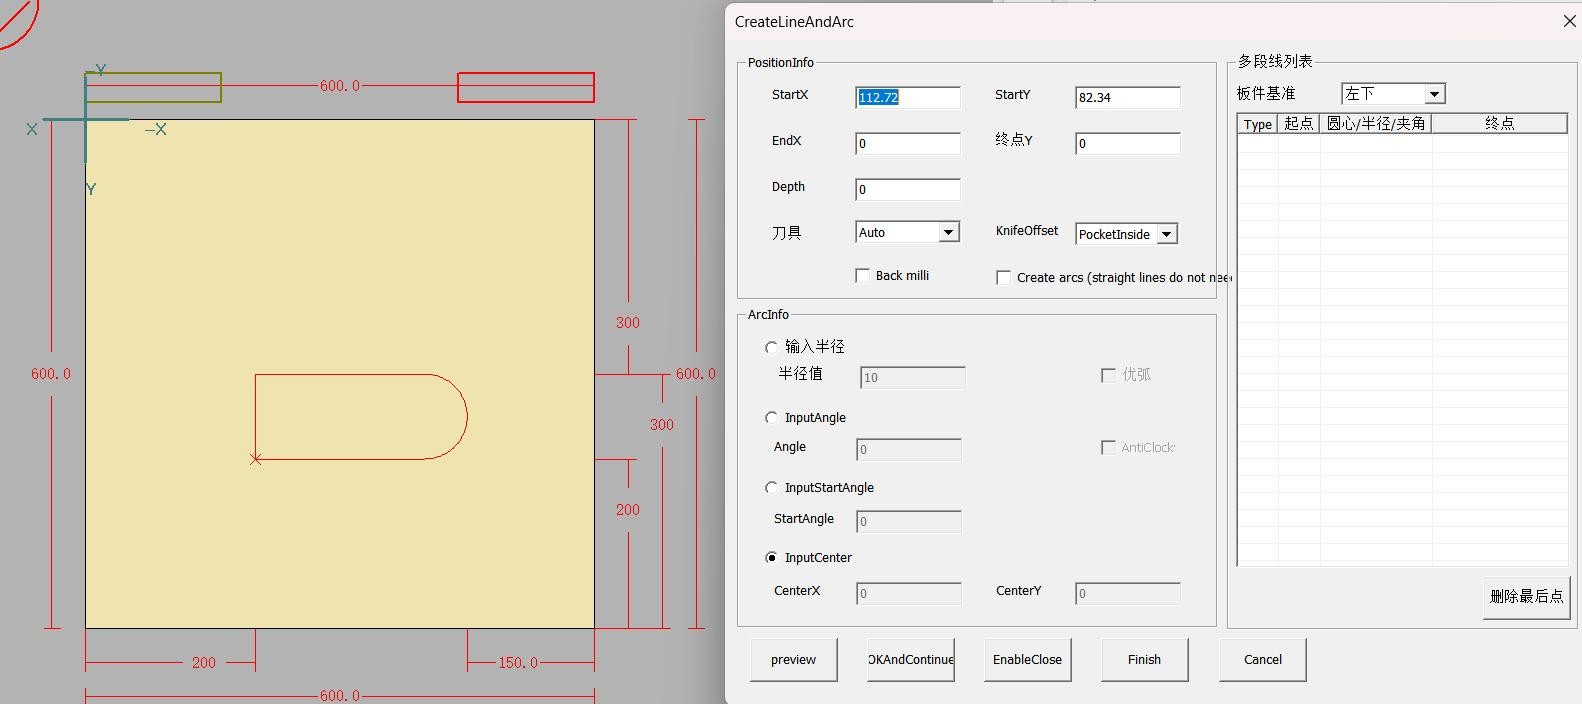 -Y
600.0
X
-X
Y
300
600.0
600.0
300
200
200
150.0
600.0
CreateLineAndArc
PositionInfo
StartX
112.72
StartY
82.34
EndX
0
终点Y
0
Depth
0
刀具
Auto
KnifeOffset
PocketInside
Back milli
Create arcs (straight lines do not nee
ArcInfo
输入半径
半径值
10
优弧
InputAngle
Angle
0
AntiClock
InputStartAngle
StartAngle
0
InputCenter
CenterX
0
CenterY
0
preview
OKAndContinue
EnableClose
Finish
Cancel
多段线列表
板件基准
左下
Type 起点 圆心/半径/夹角 终点
删除最后点